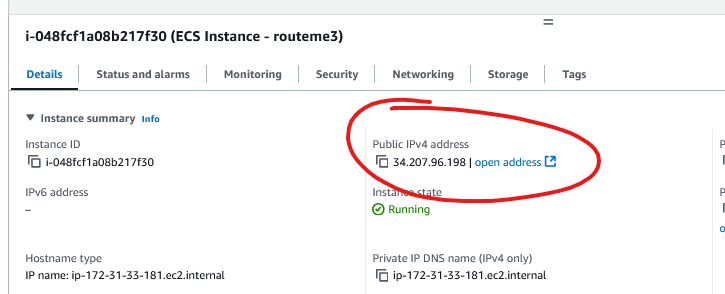 i-048fcf1a08b217f30 (ECS Instance - routeme3)
Details Status and alarms Monitoring Security Networking Storage Tags
Instance summary Info
Instance ID Public IPv4 address P
i-048fcf1a08b217f30 34.207.96.198 | open address
IPv6 address Instance state P
– Running
Hostname type Private IP DNS name (IPv4 only)
IP name: ip-172-31-33-181.ec2.internal ip-172-31-33-181.ec2.internal